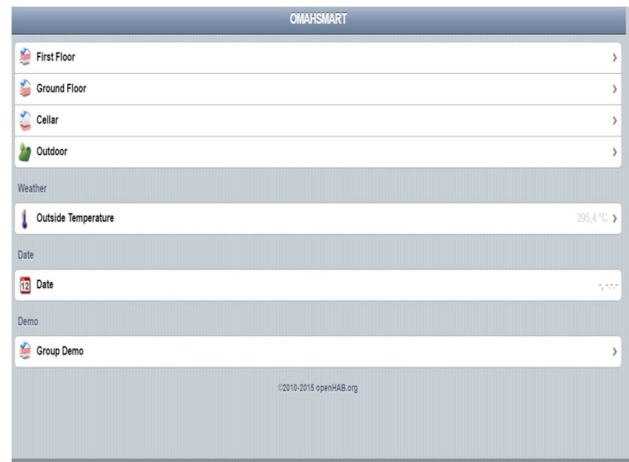 OMAHSMART
First Floor
Ground Floor
Cellar
Outdoor
Weather
Outside Temperature 295,4 °C
Date
12 Date -, -.-.-
Demo
Group Demo
©2010-2015 openHAB.org